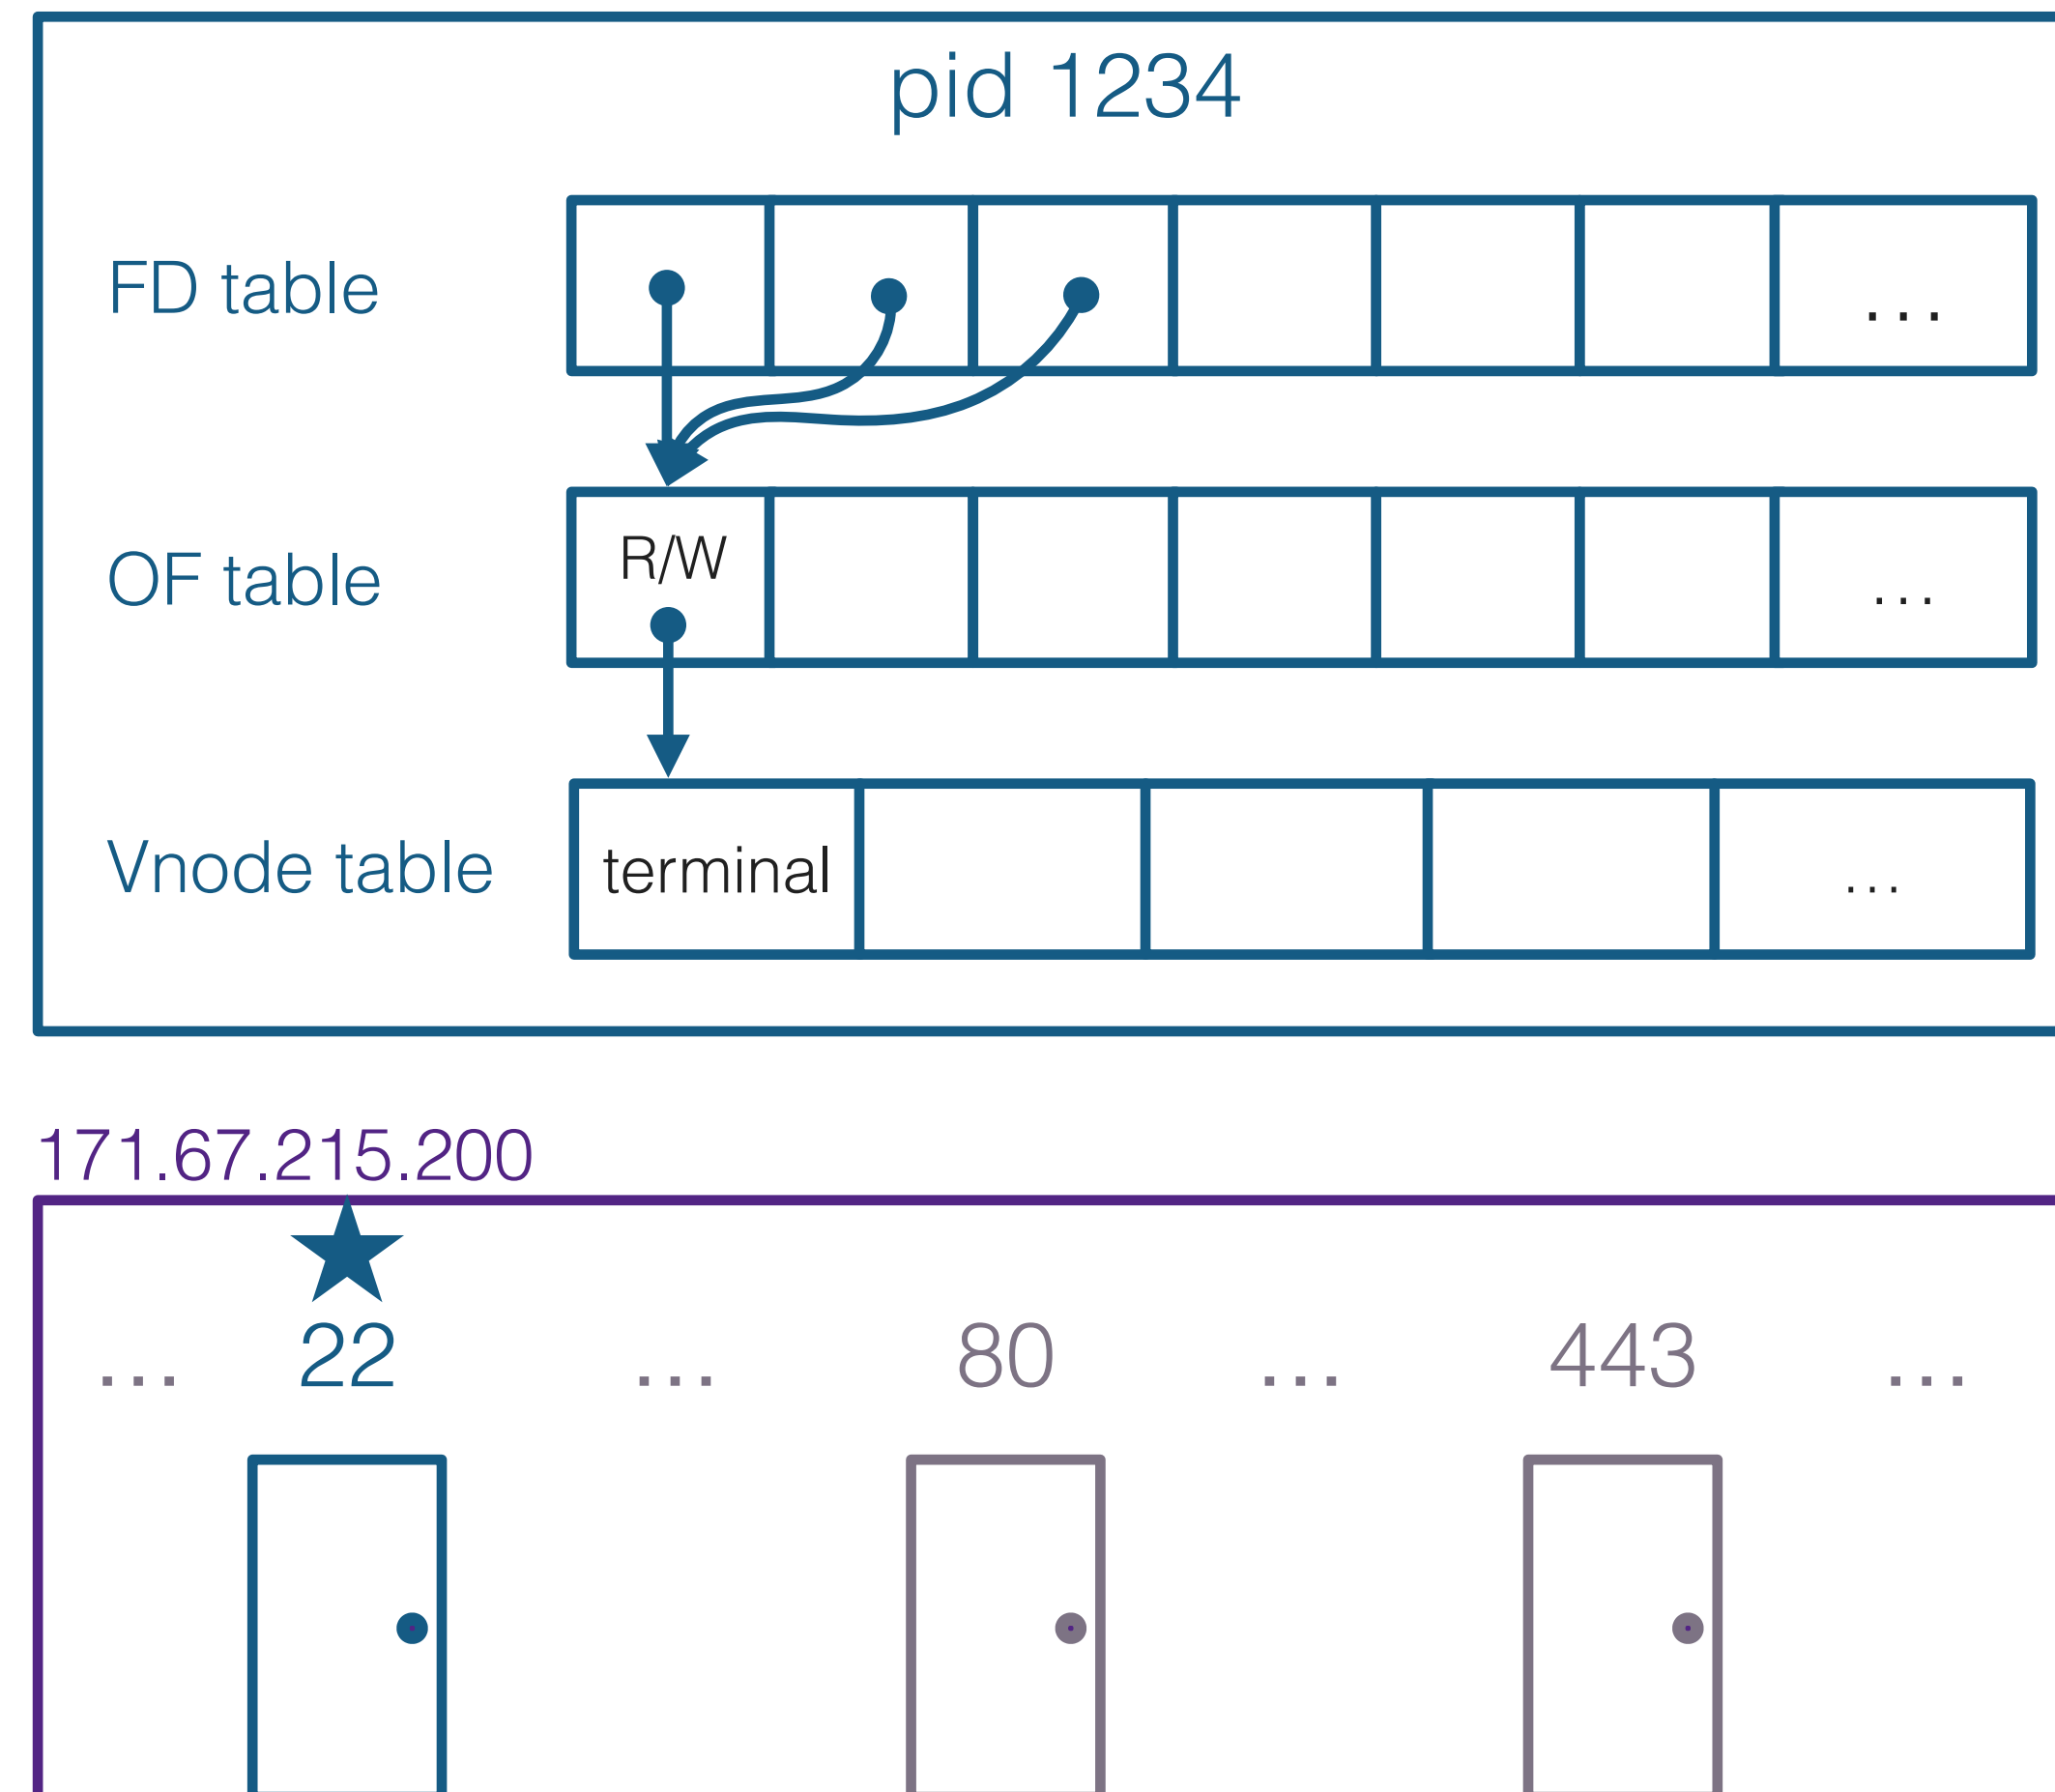 pid 1234
FD table
...
OF table
R/W
...
Vnode table
terminal
...
171.67.215.200
... 22 ... 80 ... 443 ...